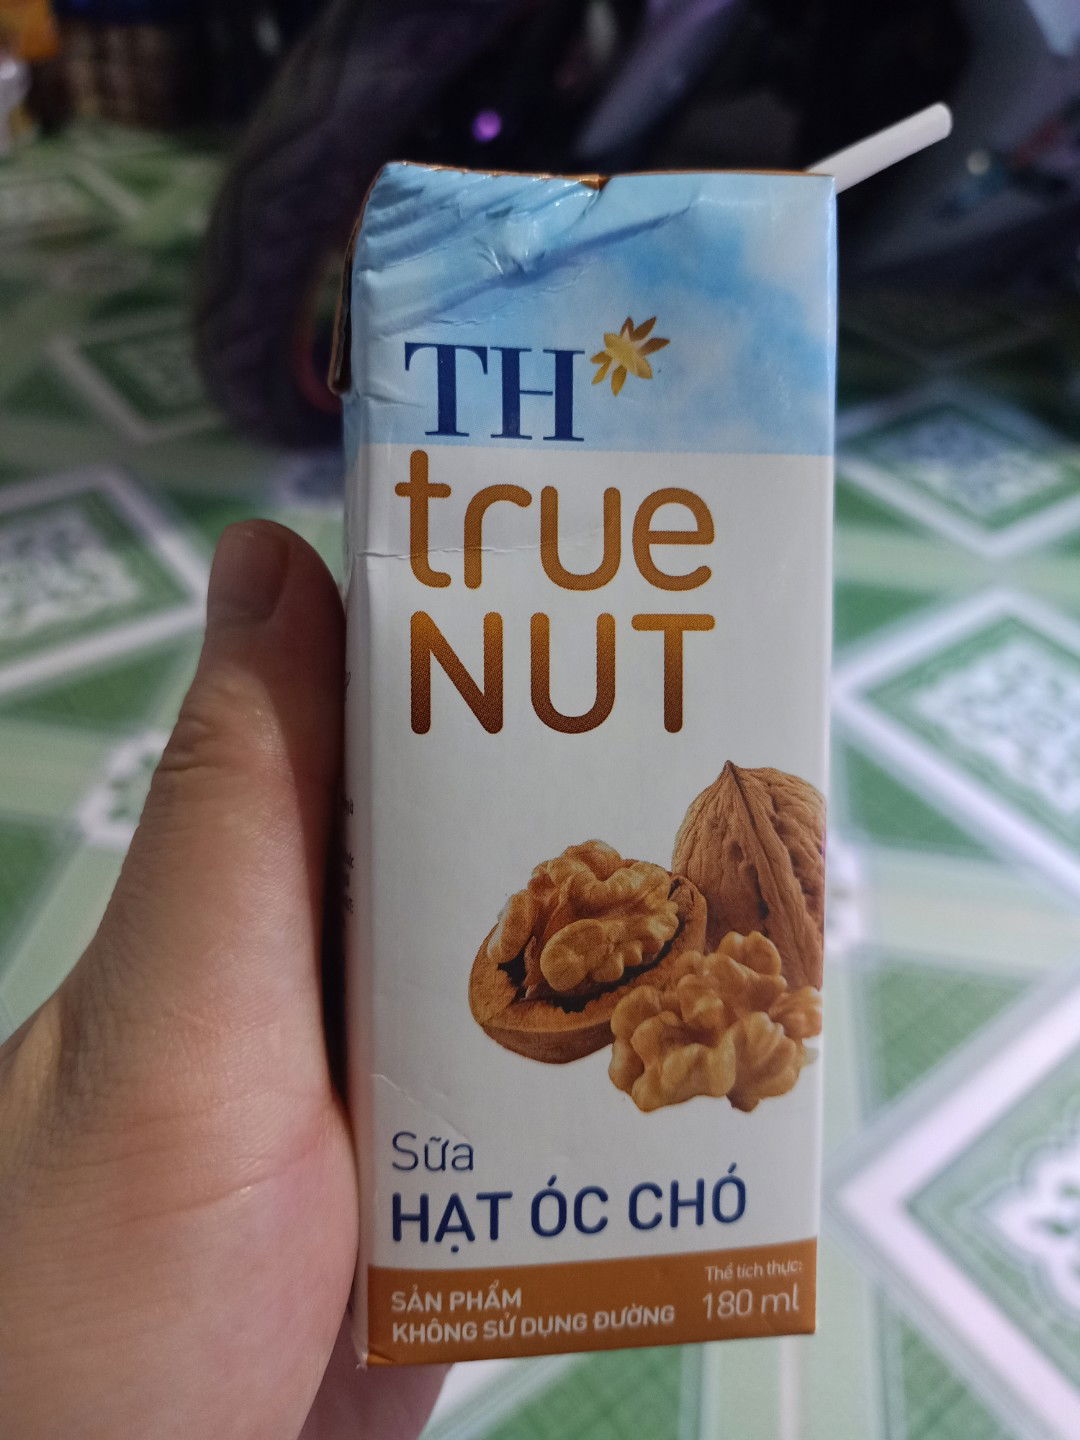 TH
true
NUT
Sữa
HẠT ÓC CHÓ
SẢN PHẨM
KHÔNG SỬ DỤNG ĐƯỜNG
Thể tích thực:
180 ml